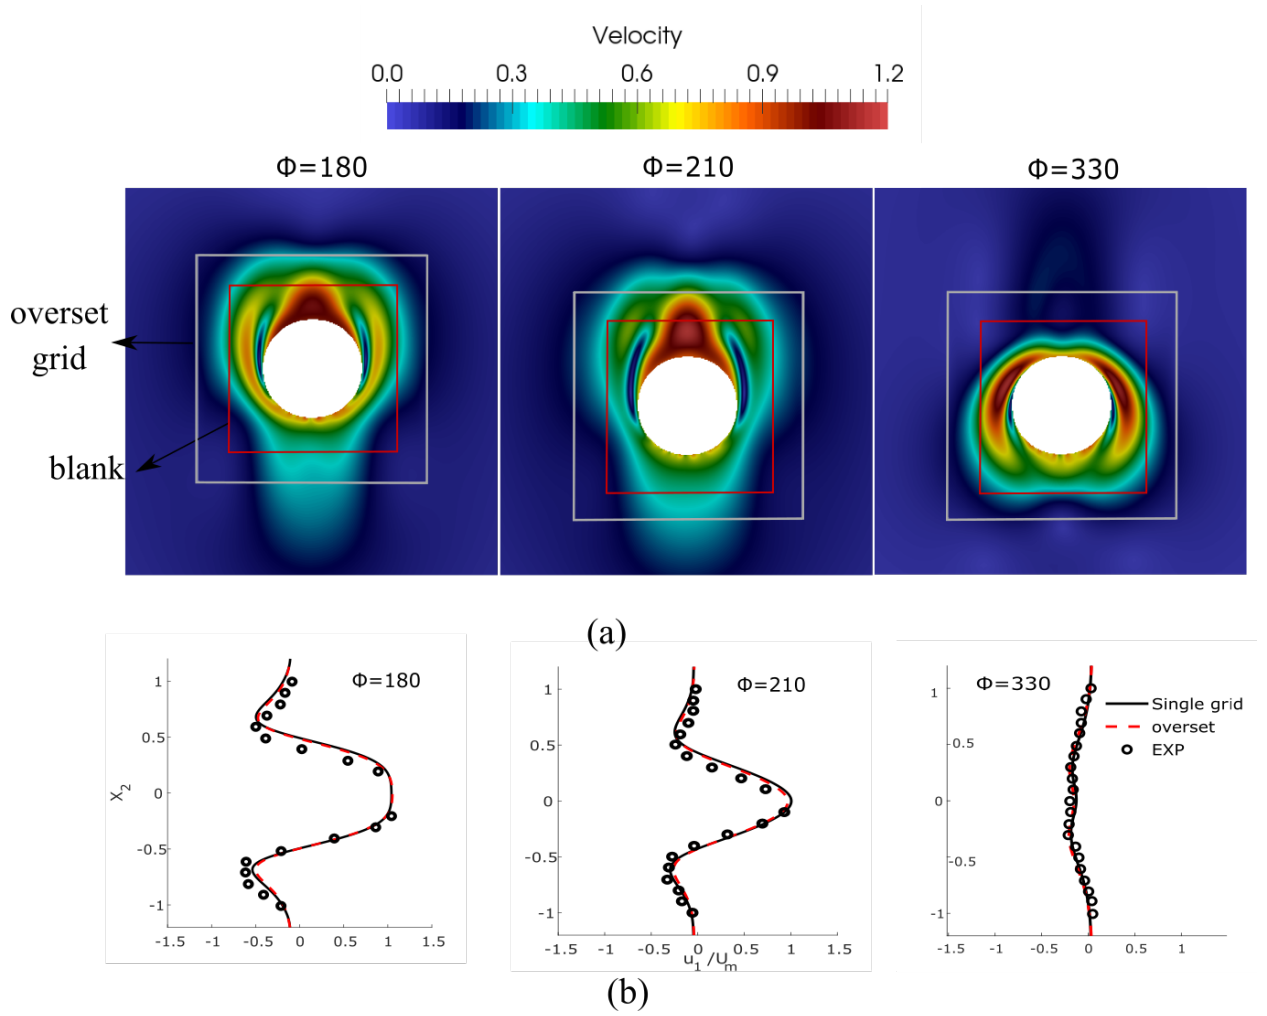 Velocity
0.0 0.3 0.6 0.9 1.2
Φ=180 Φ=210 Φ=330
overset
grid
blank
(a)
Φ=180
1
0.5
0
-0.5
-1
X2
-1.5 -1 -0.5 0 0.5 1 1.5
Φ=210
1
0.5
0
-0.5
-1
-1.5 -1 -0.5 0 0.5 1 1.5
u1/Um
Φ=330
1
0.5
0
-0.5
-1
-1.5 -1 -0.5 0 0.5 1
Single grid
overset
EXP
(b)